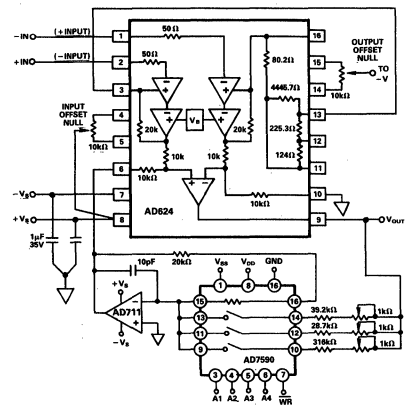 −IN (+INPUT) 1 50Ω 16
+IN (−INPUT) 2 50Ω 80.2Ω 15
OUTPUT
OFFSET
NULL
TO
−V
10kΩ
3 4445.7Ω 14
13
INPUT
OFFSET
NULL
10kΩ
4 20k VB 20k 225.3Ω
12
5 10k 10k 124Ω
11
6 10kΩ 10kΩ 10
−VS 7
+VS 8 AD624 9 VOUT
1μF
35V
20kΩ
10pF
VSS VDD GND
1 8 16
+VS
AD711
−VS
15 16
13 14 39.2kΩ 1kΩ
11 12 28.7kΩ 1kΩ
9 10 316kΩ 1kΩ
AD7590
3 4 5 6 7
A1 A2 A3 A4 WR